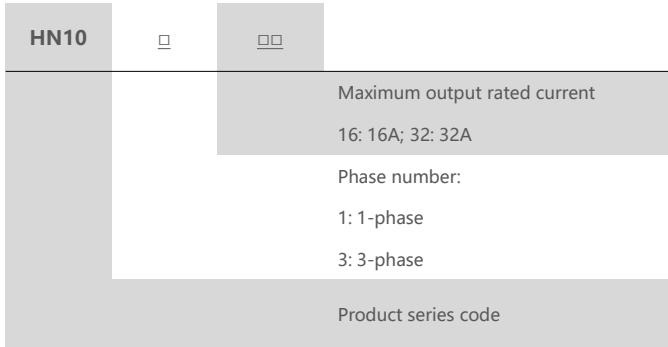 HN10 □ □□
Maximum output rated current
16: 16A; 32: 32A
Phase number:
1: 1-phase
3: 3-phase
Product series code